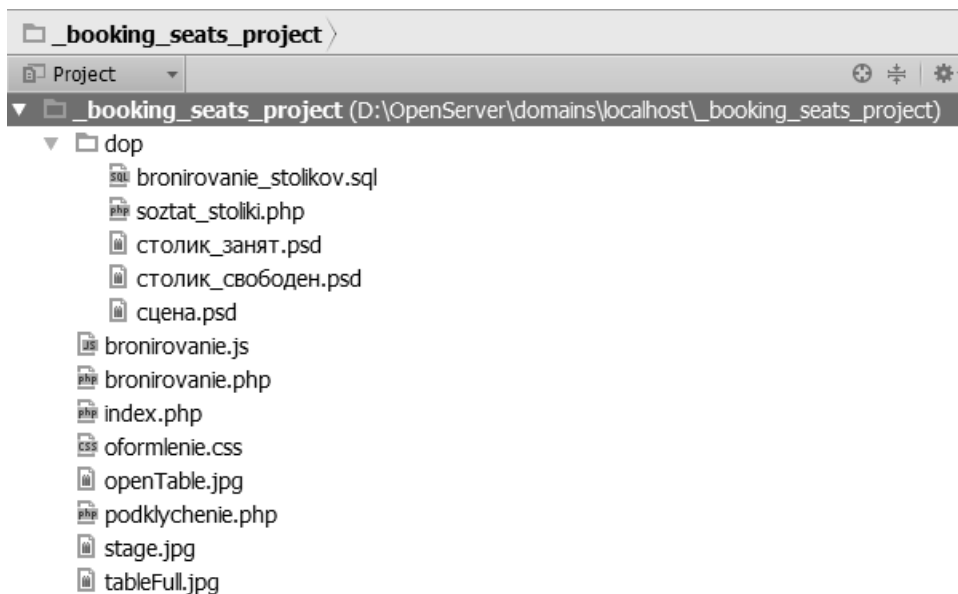 _booking_seats_project
Project
_booking_seats_project (D:\OpenServer\domains\localhost\_booking_seats_project)
dop
bronirovanie_stolikov.sql
soztat_stoliki.php
столик_занят.psd
столик_свободен.psd
сцена.psd
bronirovanie.js
bronirovanie.php
index.php
oformlenie.css
openTable.jpg
podklychenie.php
stage.jpg
tableFull.jpg